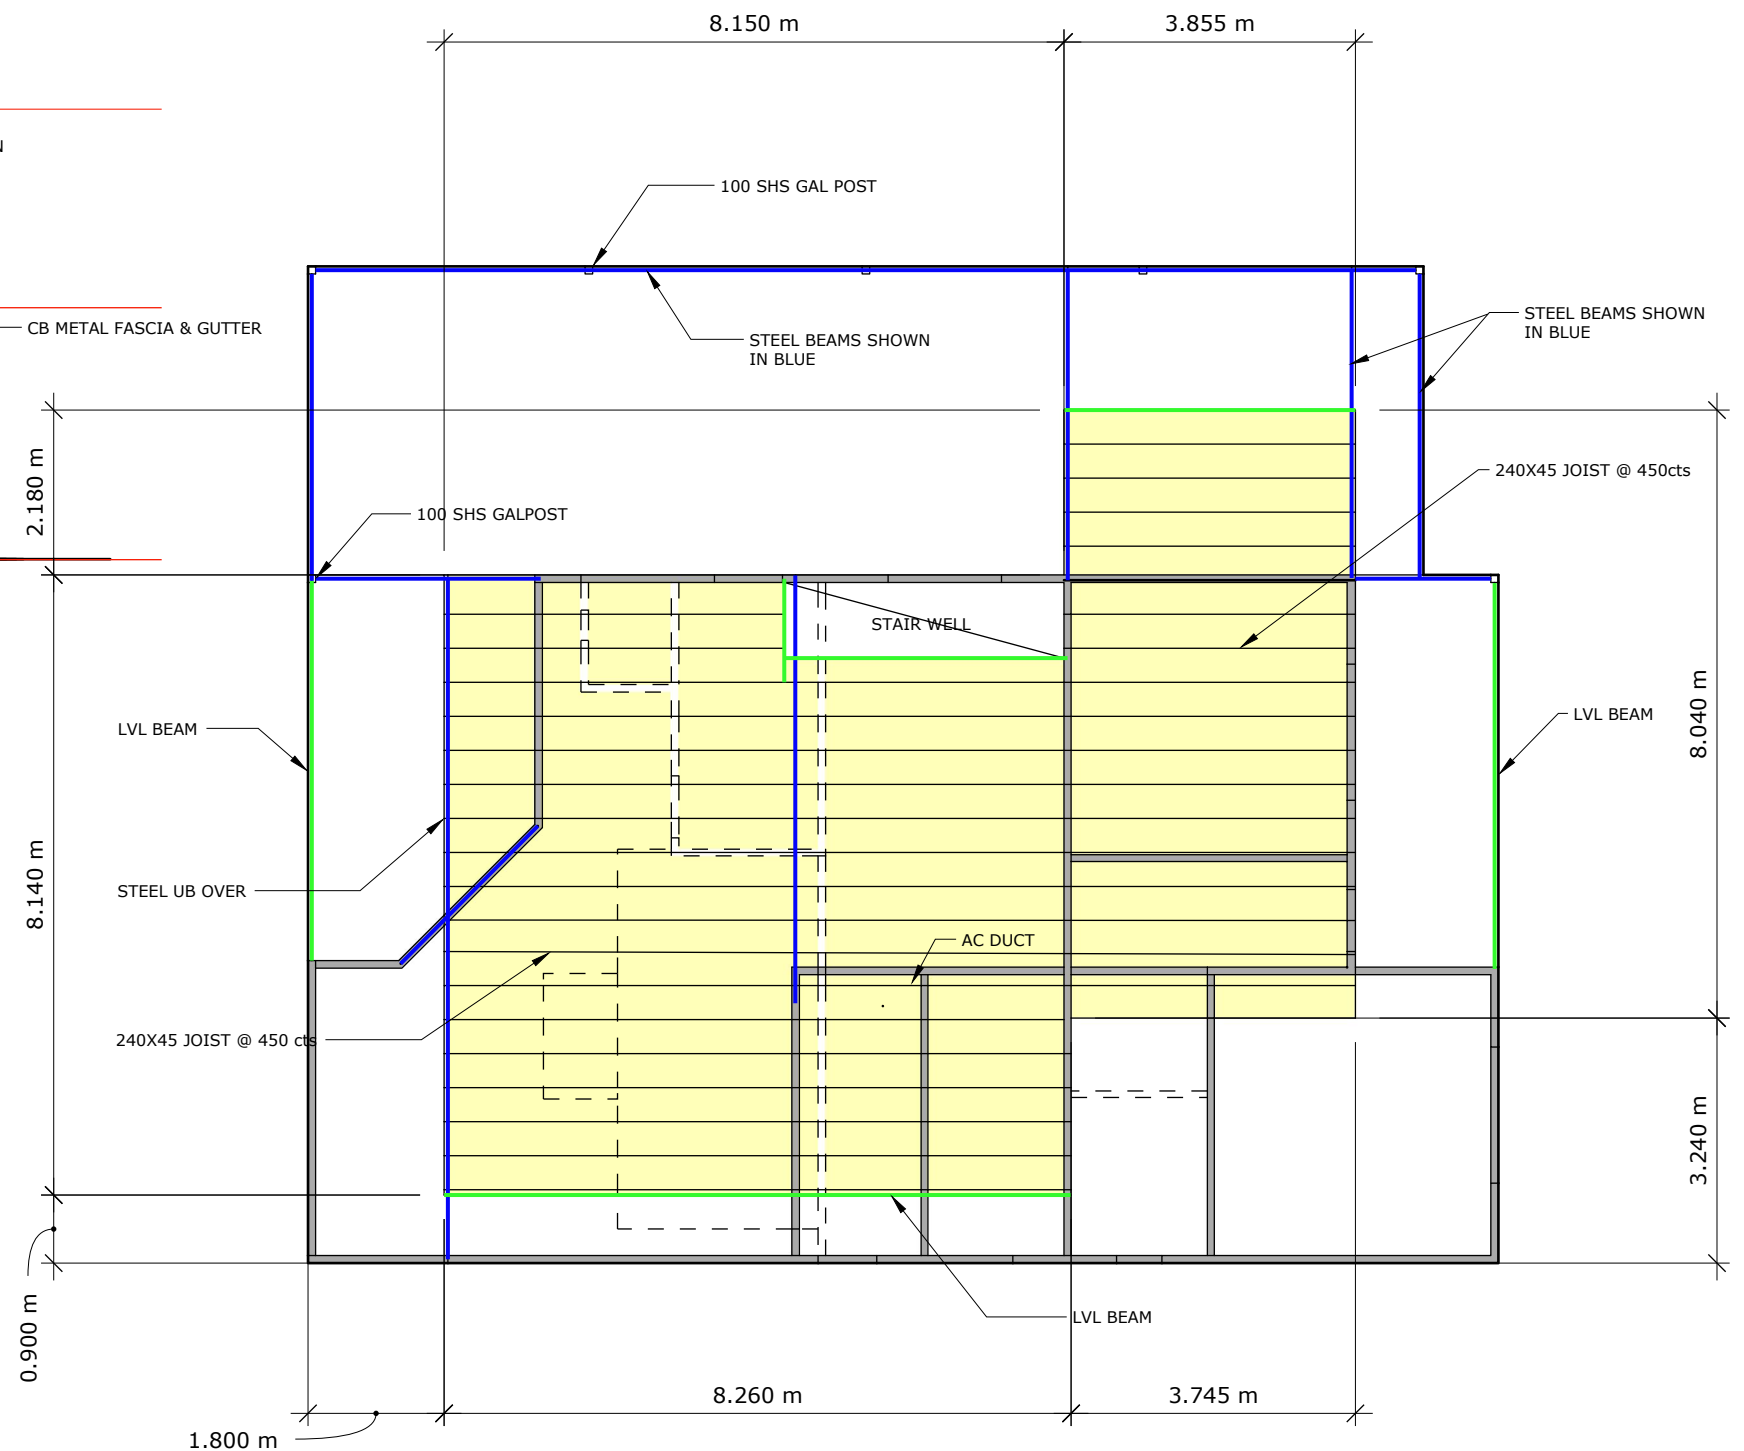 8.150 m
3.855 m
100 SHS GAL POST
CB METAL FASCIA & GUTTER
STEEL BEAMS SHOWN
IN BLUE
STEEL BEAMS SHOWN
IN BLUE
2.180 m
240X45 JOIST @ 450cts
100 SHS GALPOST
STAIR WELL
LVL BEAM
LVL BEAM
8.040 m
8.140 m
STEEL UB OVER
AC DUCT
240X45 JOIST @ 450 cts
3.240 m
0.900 m
LVL BEAM
8.260 m
3.745 m
1.800 m